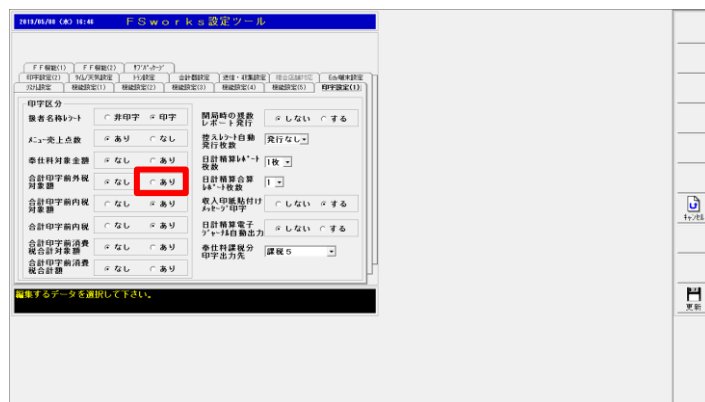 2019/05/08 (水) 16:46 FSworks設定ツール
FF機能(1) FF機能(2) ｻﾌﾞﾊﾟｯｹｰｼﾞ
印字設定(2) 会計機設定 送信・収集設定
ｼｽﾃﾑ設定 機能設定(1) 機能設定(2) 機能設定(3) 機能設定(4) 機能設定(5) 印字設定(1)
印字区分
扱者名称ﾚｼｰﾄ 非印字 印字
ﾒﾆｭｰ売上点数 あり なし
奉仕料対象金額 なし あり
合計印字前外税
対象額 なし あり
合計印字前内税
対象額 なし あり
合計印字前内税 なし あり
合計印字前消費
税合計対象額 なし あり
合計印字前消費
税合計額 なし あり
開局時の残数
レポート発行 しない する
控えﾚｼｰﾄ自動
発行枚数 発行なし
日計精算ﾚﾎﾟｰﾄ
枚数 1枚
日計精算合算
ﾚﾎﾟｰﾄ枚数 1
収入印紙貼付け
ﾒｯｾｰｼﾞ印字 しない する
日計精算電子
ｼﾞｬｰﾅﾙ自動出力 しない する
奉仕料課税分
印字出力先 課税5
編集するデータを選択して下さい。
ｷｬﾝｾﾙ
更新